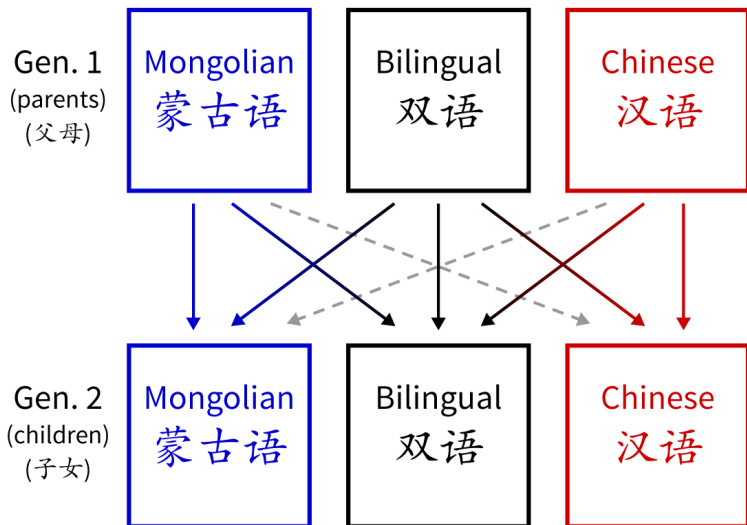 Gen. 1
(parents)
(父母)
Mongolian
蒙古语
Bilingual
双语
Chinese
汉语
Gen. 2
(children)
(子女)
Mongolian
蒙古语
Bilingual
双语
Chinese
汉语